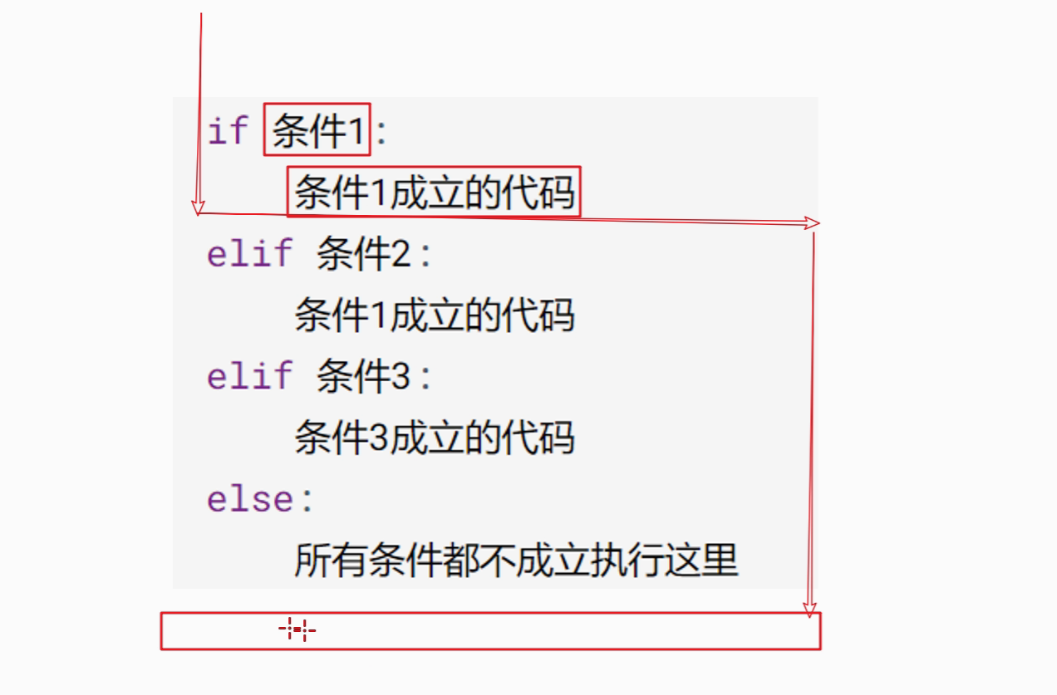 if 条件1:
条件1成立的代码
elif 条件2:
条件1成立的代码
elif 条件3:
条件3成立的代码
else:
所有条件都不成立执行这里